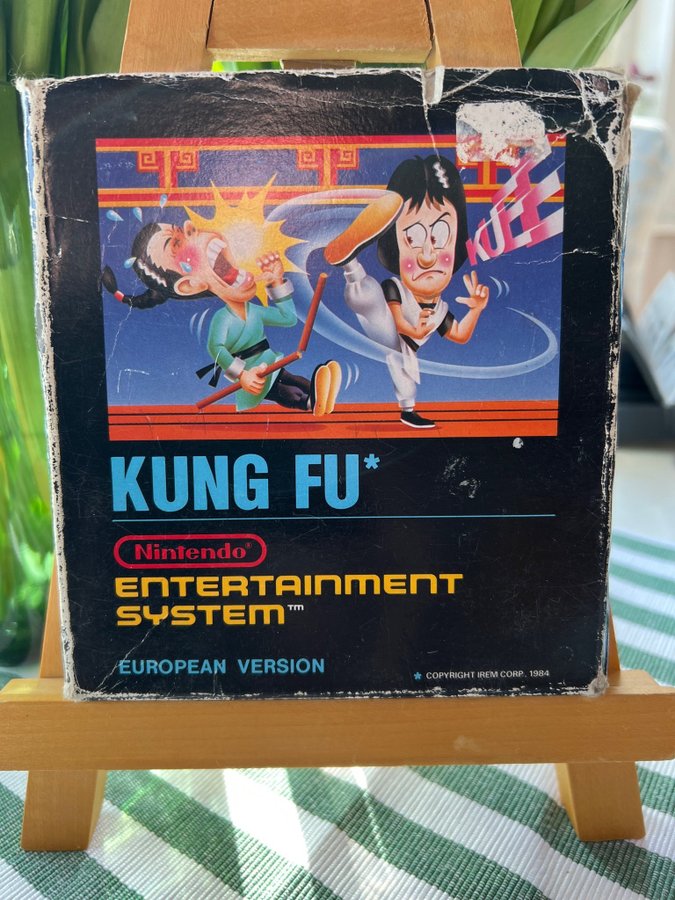 KUNG FU*
Nintendo®
ENTERTAINMENT
SYSTEM™
EUROPEAN VERSION
* COPYRIGHT IREM CORP. 1984